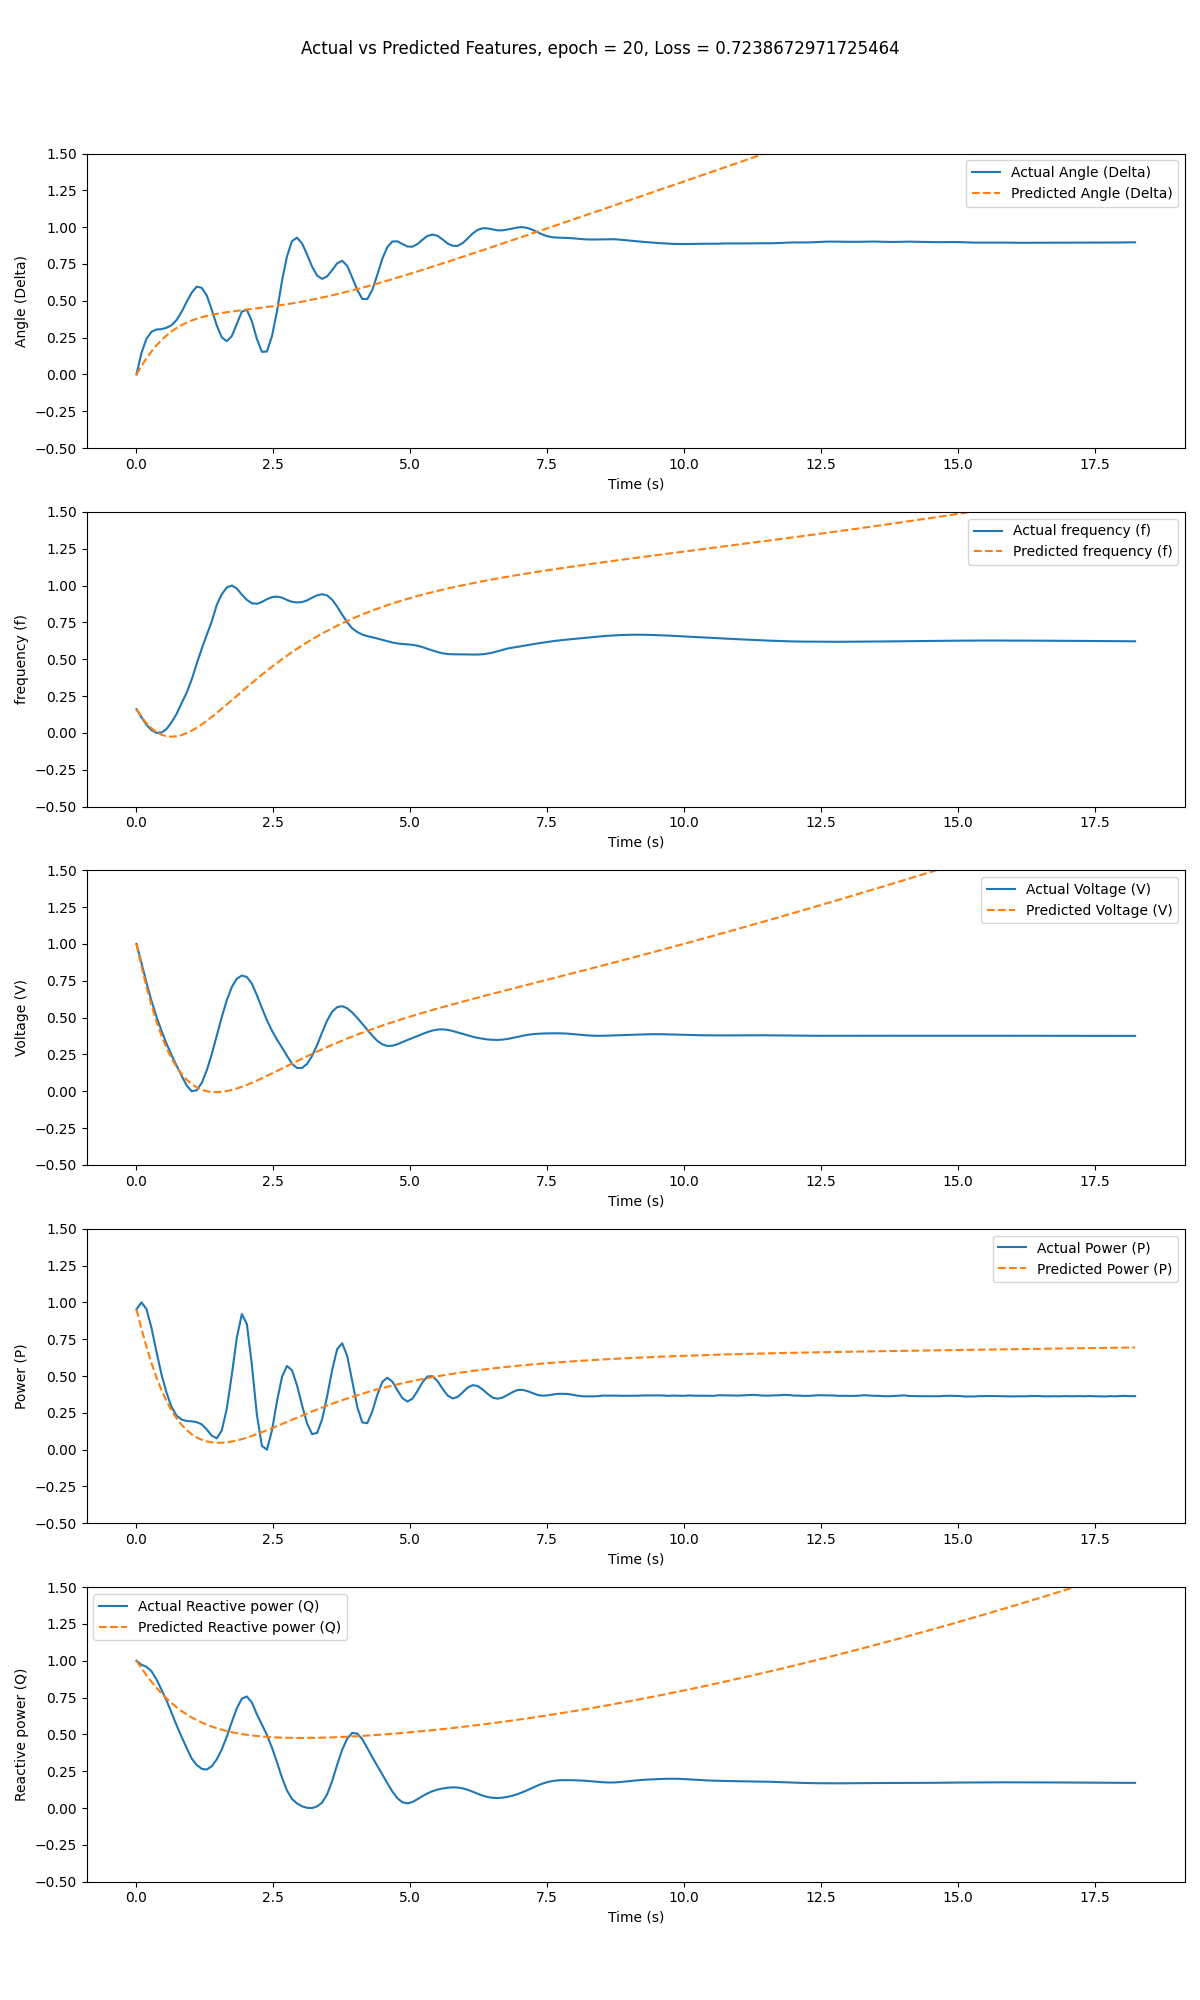 Actual vs Predicted Features, epoch = 20, Loss = 0.7238672971725464
1.50
1.25
1.00
0.75
0.50
0.25
0.00
−0.25
−0.50
Angle (Delta)
Actual Angle (Delta)
Predicted Angle (Delta)
0.0 2.5 5.0 7.5 10.0 12.5 15.0 17.5
Time (s)
1.50
1.25
1.00
0.75
0.50
0.25
0.00
−0.25
−0.50
frequency (f)
Actual frequency (f)
Predicted frequency (f)
0.0 2.5 5.0 7.5 10.0 12.5 15.0 17.5
Time (s)
1.50
1.25
1.00
0.75
0.50
0.25
0.00
−0.25
−0.50
Voltage (V)
Actual Voltage (V)
Predicted Voltage (V)
0.0 2.5 5.0 7.5 10.0 12.5 15.0 17.5
Time (s)
1.50
1.25
1.00
0.75
0.50
0.25
0.00
−0.25
−0.50
Power (P)
Actual Power (P)
Predicted Power (P)
0.0 2.5 5.0 7.5 10.0 12.5 15.0 17.5
Time (s)
1.50
1.25
1.00
0.75
0.50
0.25
0.00
−0.25
−0.50
Reactive power (Q)
Actual Reactive power (Q)
Predicted Reactive power (Q)
0.0 2.5 5.0 7.5 10.0 12.5 15.0 17.5
Time (s)